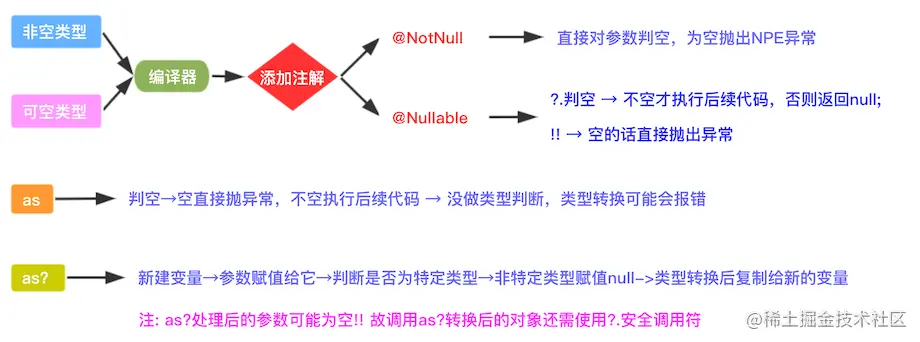 非空类型
可空类型
编译器
添加注解
@NotNull
直接对参数判空，为空抛出NPE异常
@Nullable
?.判空 → 不空才执行后续代码，否则返回null;
!! → 空的话直接抛出异常
as
判空→空直接抛异常，不空执行后续代码 → 没做类型判断，类型转换可能会报错
as?
新建变量→参数赋值给它→判断是否为特定类型→非特定类型赋值null->类型转换后复制给新的变量
注: as?处理后的参数可能为空!! 故调用as?转换后的对象还需使用?.安全调用符
@稀土掘金技术社区